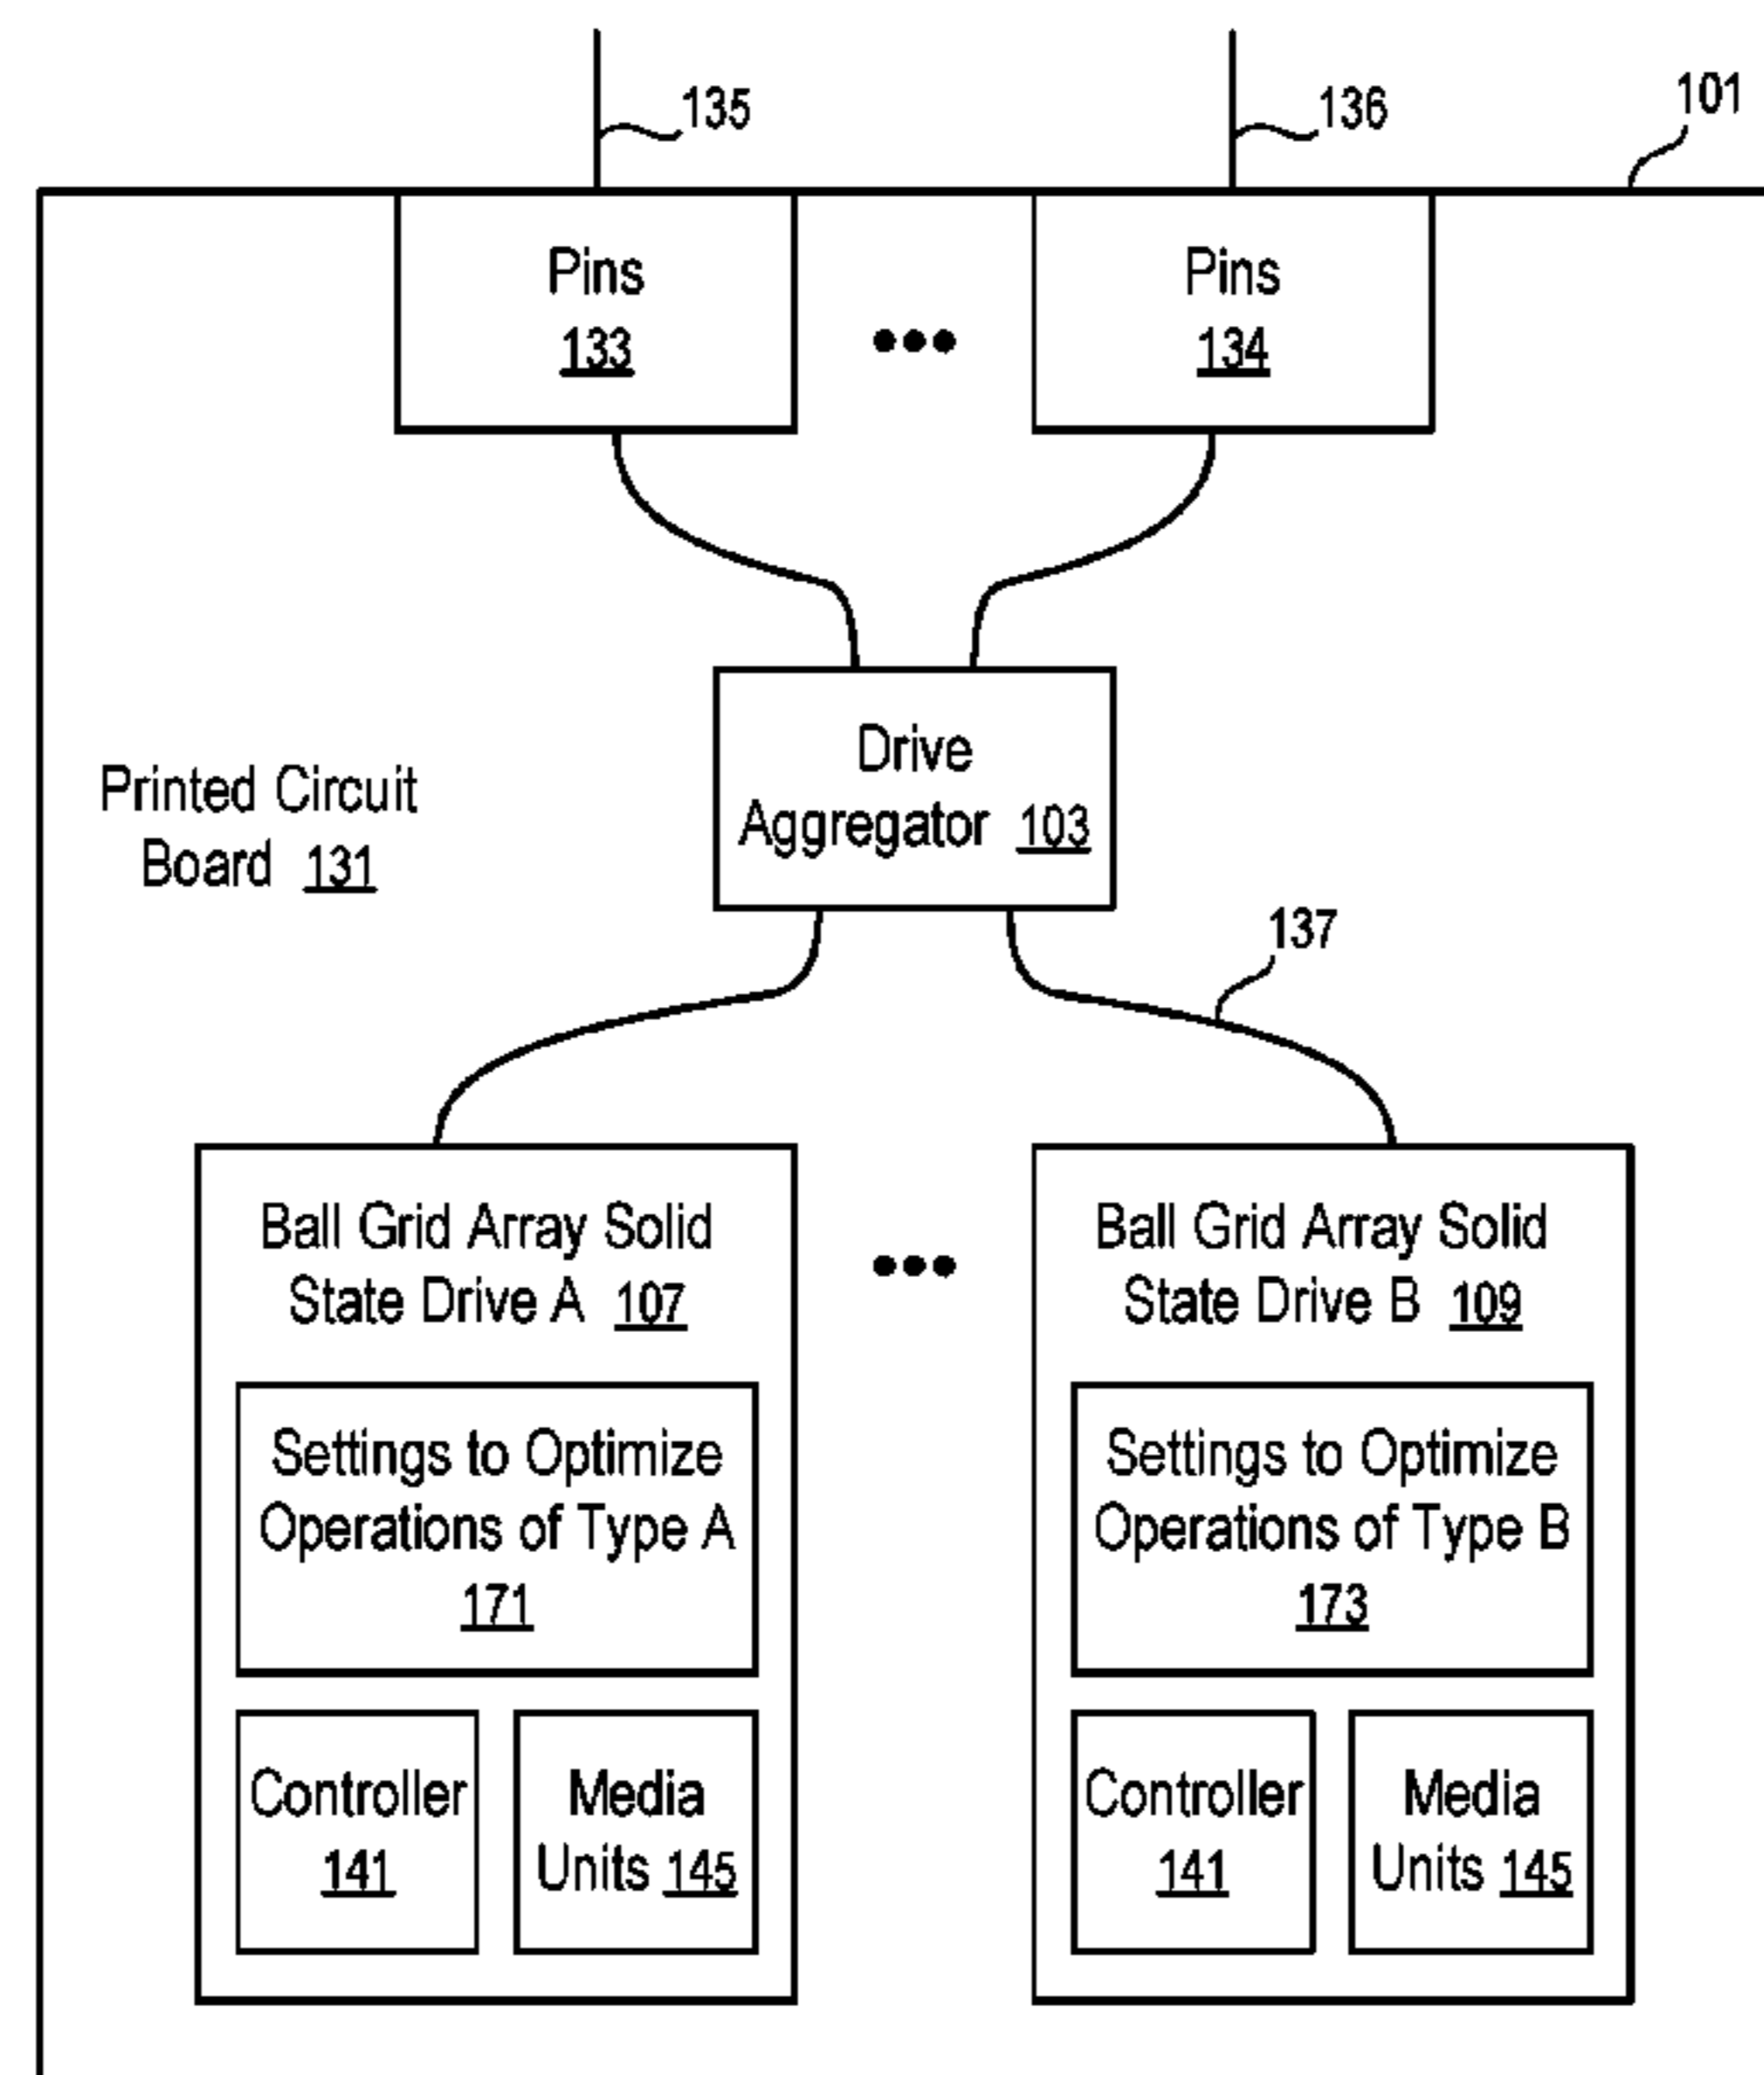 135
136
101
Pins
133
Pins
134
Drive
Aggregator 103
Printed Circuit
Board 131
137
Ball Grid Array Solid
State Drive A 107
Settings to Optimize
Operations of Type A
171
Controller
141
Media
Units 145
Ball Grid Array Solid
State Drive B 109
Settings to Optimize
Operations of Type B
173
Controller
141
Media
Units 145